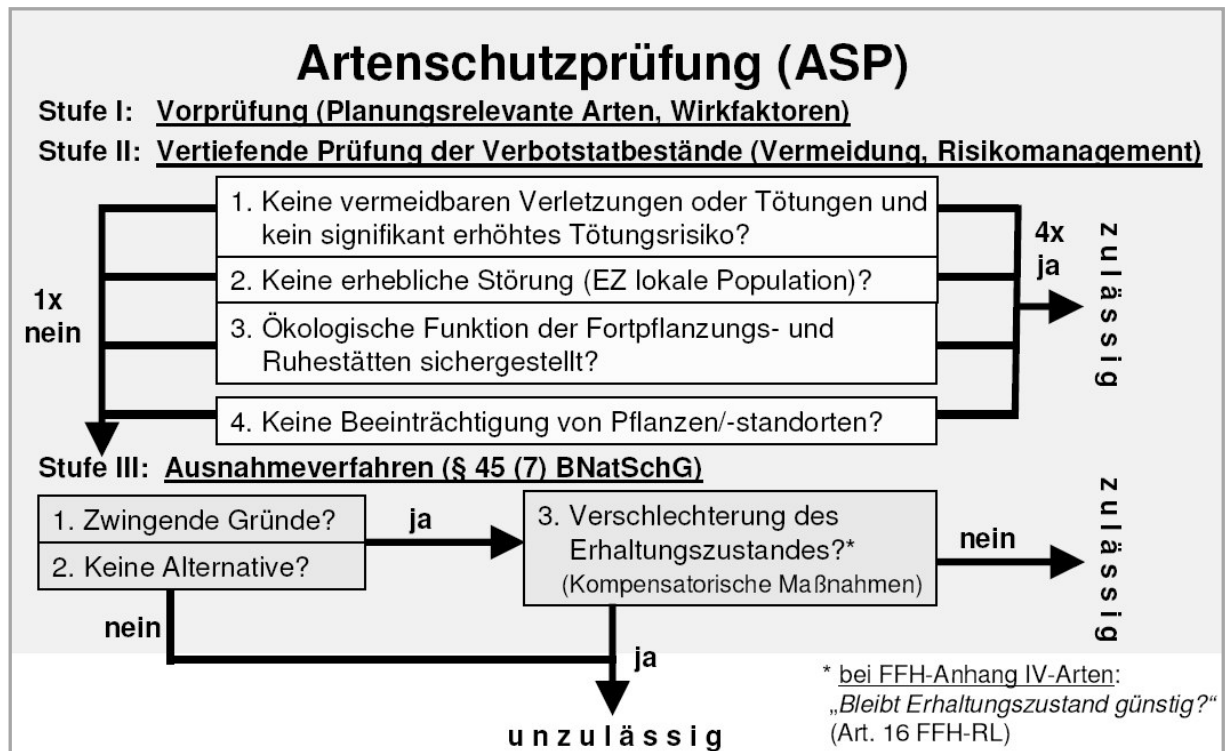 Artenschutzprüfung (ASP)
Stufe I: Vorprüfung (Planungsrelevante Arten, Wirkfaktoren)
Stufe II: Vertiefende Prüfung der Verbotstatbestände (Vermeidung, Risikomanagement)
1. Keine vermeidbaren Verletzungen oder Tötungen und
kein signifikant erhöhtes Tötungsrisiko?
2. Keine erhebliche Störung (EZ lokale Population)?
3. Ökologische Funktion der Fortpflanzungs- und
Ruhestätten sichergestellt?
4. Keine Beeinträchtigung von Pflanzen/-standorten?
1x
nein
4x
ja
zulässig
Stufe III: Ausnahmeverfahren (§ 45 (7) BNatSchG)
1. Zwingende Gründe?
2. Keine Alternative?
ja
nein
3. Verschlechterung des
Erhaltungszustandes?*
(Kompensatorische Maßnahmen)
nein
zulässig
ja
unzulässig
* bei FFH-Anhang IV-Arten:
„Bleibt Erhaltungszustand günstig?“
(Art. 16 FFH-RL)